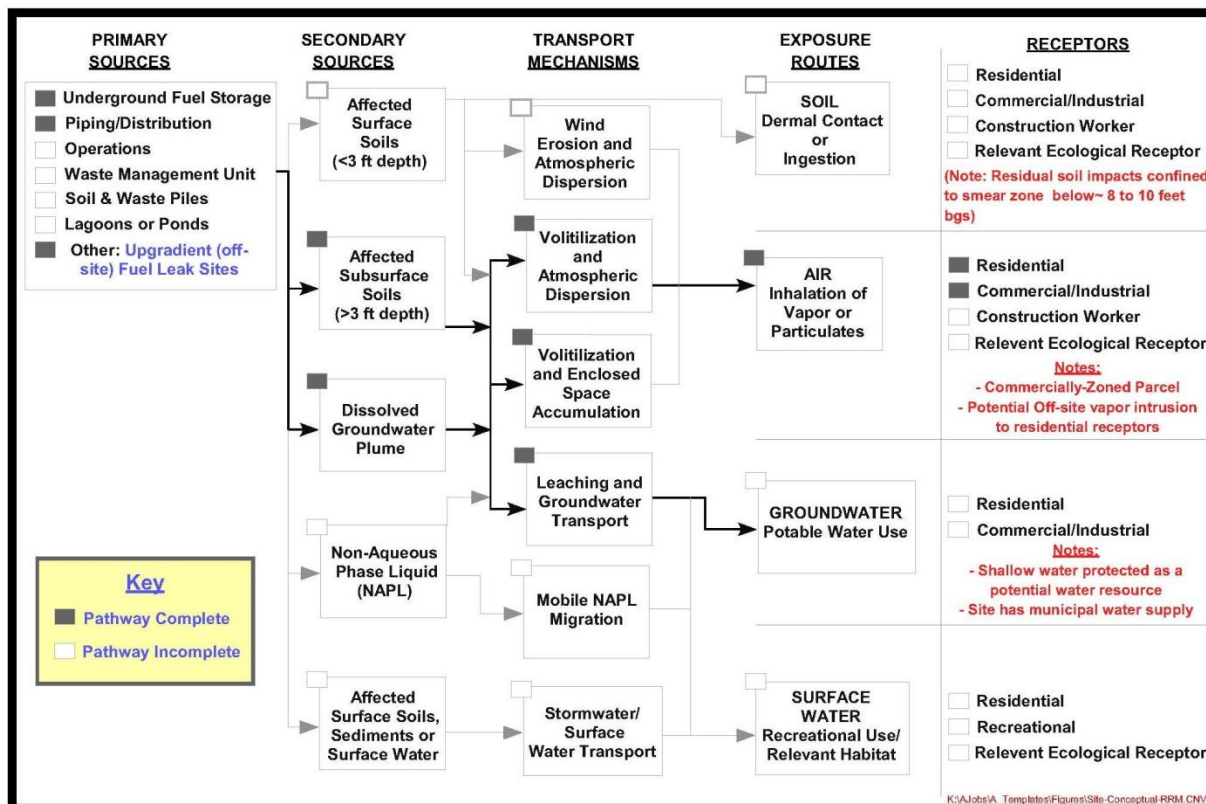 PRIMARY
SOURCES
Underground Fuel Storage
Piping/Distribution
Operations
Waste Management Unit
Soil & Waste Piles
Lagoons or Ponds
Other: Upgradient (off-
site) Fuel Leak Sites
Key
Pathway Complete
Pathway Incomplete
SECONDARY
SOURCES
Affected
Surface
Soils
(<3 ft depth)
Affected
Subsurface
Soils
(>3 ft depth)
Dissolved
Groundwater
Plume
Non-Aqueous
Phase Liquid
(NAPL)
Affected
Surface Soils,
Sediments or
Surface Water
TRANSPORT
MECHANISMS
Wind
Erosion and
Atmospheric
Dispersion
Volitilization
and
Atmospheric
Dispersion
Volitilization
and Enclosed
Space
Accumulation
Leaching and
Groundwater
Transport
Mobile NAPL
Migration
Stormwater/
Surface
Water Transport
EXPOSURE
ROUTES
SOIL
Dermal Contact
or
Ingestion
AIR
Inhalation of
Vapor or
Particulates
GROUNDWATER
Potable Water Use
SURFACE
WATER
Recreational Use/
Relevant Habitat
RECEPTORS
Residential
Commercial/Industrial
Construction Worker
Relevant Ecological Receptor
(Note: Residual soil impacts confined
to smear zone below~ 8 to 10 feet
bgs)
Residential
Commercial/Industrial
Construction Worker
Relevent Ecological Receptor
Notes:
- Commercially-Zoned Parcel
- Potential Off-site vapor intrusion
to residential receptors
Residential
Commercial/Industrial
Notes:
- Shallow water protected as a
potential water resource
- Site has municipal water supply
Residential
Recreational
Relevent Ecological Receptor
K:\AJobs\A_Templates\Figures\Site-Conceptual-RRM.CNV